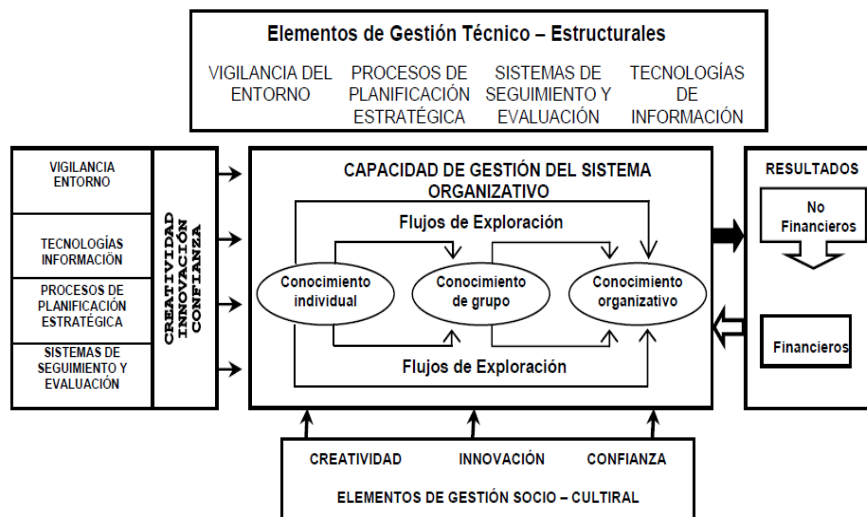 Elementos de Gestión Técnico – Estructurales
VIGILANCIA DEL
ENTORNO
PROCESOS DE
PLANIFICACIÓN
ESTRATÉGICA
SISTEMAS DE
SEGUIMIENTO Y
EVALUACIÓN
TECNOLOGÍAS
DE
INFORMACIÓN
VIGILANCIA
ENTORNO
TECNOLOGÍAS
INFORMACIÓN
PROCESOS DE
PLANIFICACIÓN
ESTRATÉGICA
SISTEMAS DE
SEGUIMIENTO Y
EVALUACIÓN
CREATIVIDAD
INNOVACIÓN
CONFIANZA
CAPACIDAD DE GESTIÓN DEL SISTEMA
ORGANIZATIVO
Flujos de Exploración
Conocimiento
individual
Conocimiento
de grupo
Conocimiento
organizativo
Flujos de Exploración
RESULTADOS
No
Financieros
Financieros
CREATIVIDAD
INNOVACIÓN
CONFIANZA
ELEMENTOS DE GESTIÓN SOCIO – CULTIRAL